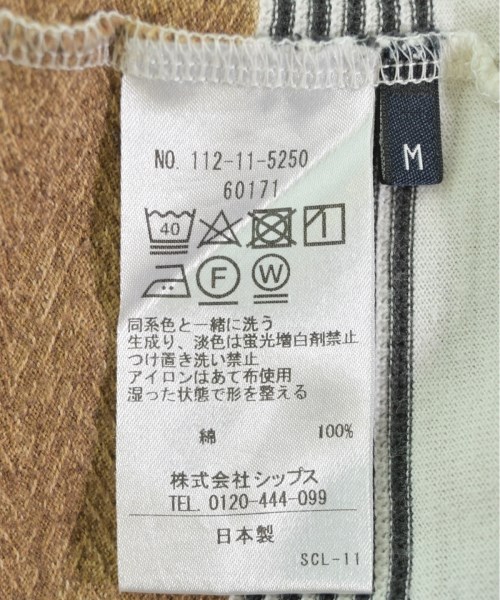 NO. 112-11-5250
60171
M
40
F
W
同系色と一緒に洗う
生成り、淡色は蛍光増白剤禁止
つけ置き洗い禁止
アイロンはあて布使用
湿った状態で形を整える
綿 100%
株式会社シップス
TEL. 0120-444-099
日本製
SCL-11